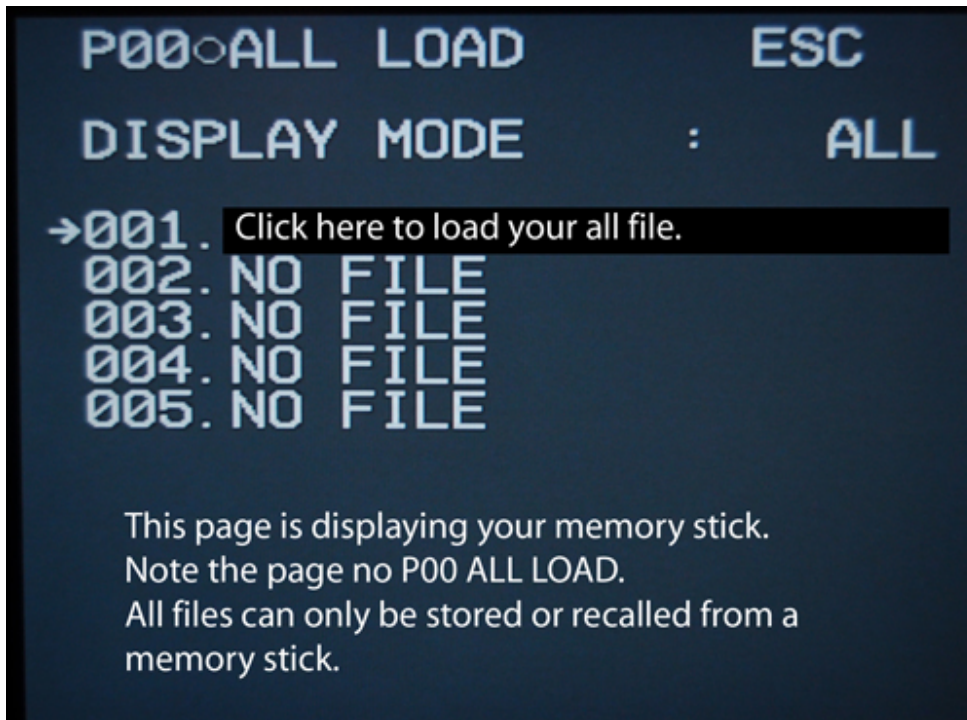 P00○ALL LOAD ESC
DISPLAY MODE : ALL
→001. Click here to load your all file.
002. NO FILE
003. NO FILE
004. NO FILE
005. NO FILE
This page is displaying your memory stick.
Note the page no P00 ALL LOAD.
All files can only be stored or recalled from a
memory stick.